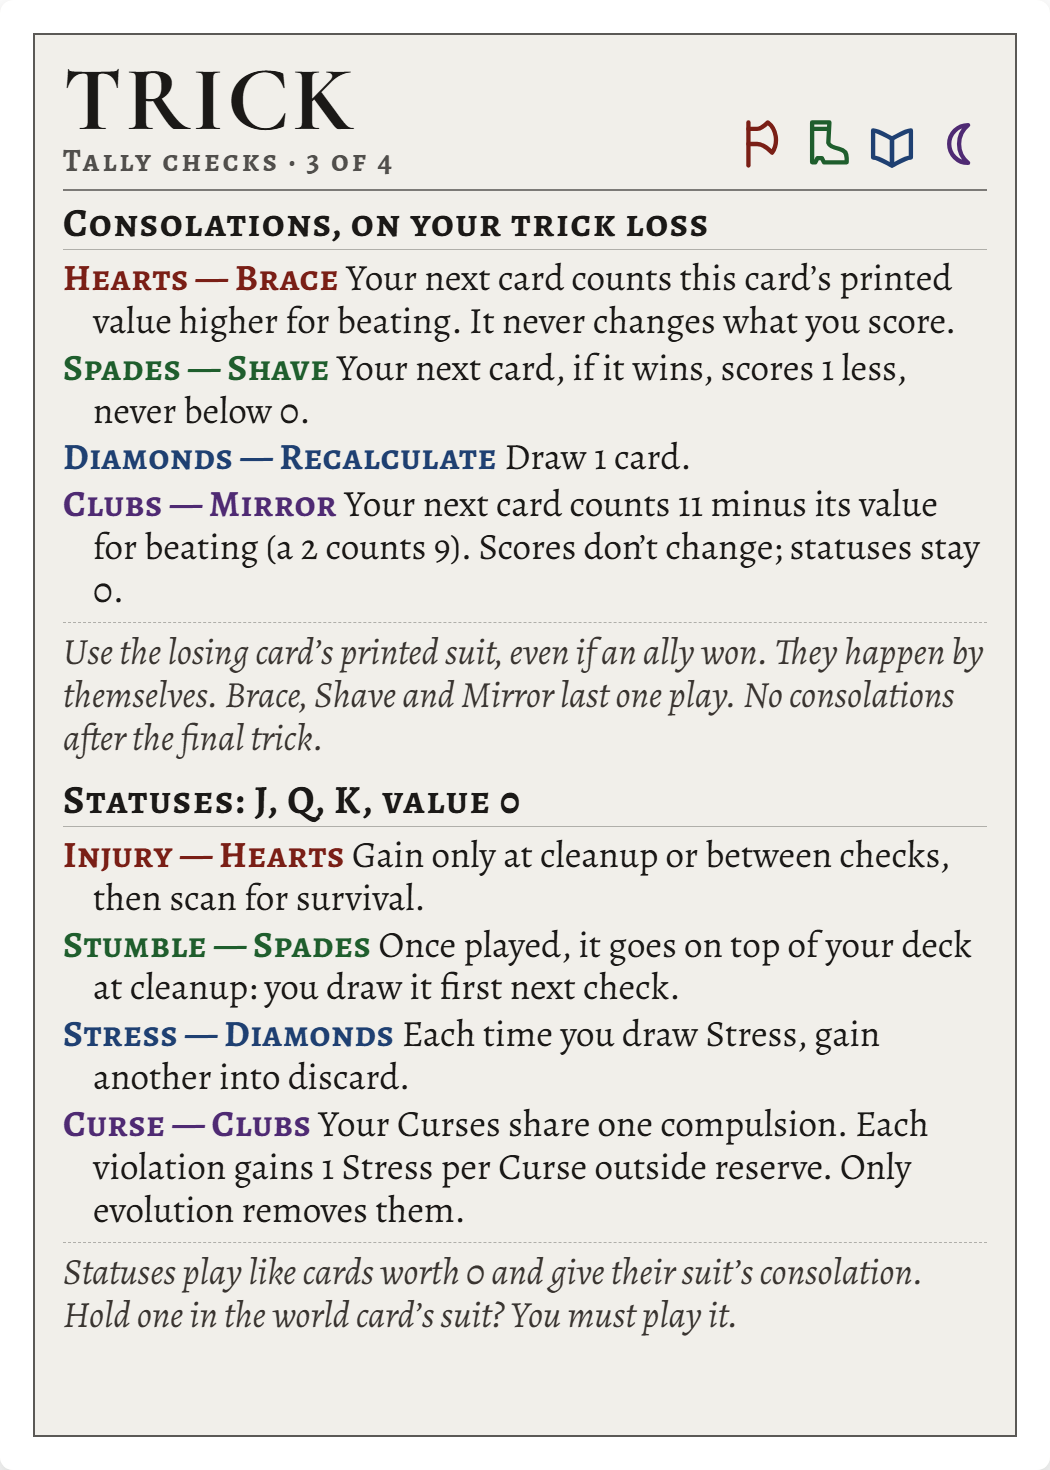 TRICK
TALLY CHECKS · 3 OF 4
CONSOLATIONS, ON YOUR TRICK LOSS
HEARTS — BRACE Your next card counts this card’s printed
value higher for beating. It never changes what you score.
SPADES — SHAVE Your next card, if it wins, scores 1 less,
never below 0.
DIAMONDS — RECALCULATE Draw 1 card.
CLUBS — MIRROR Your next card counts 11 minus its value
for beating (a 2 counts 9). Scores don’t change; statuses stay
0.
Use the losing card’s printed suit, even if an ally won. They happen by
themselves. Brace, Shave and Mirror last one play. No consolations
after the final trick.
STATUSES: J, Q, K, VALUE 0
INJURY — HEARTS Gain only at cleanup or between checks,
then scan for survival.
STUMBLE — SPADES Once played, it goes on top of your deck
at cleanup: you draw it first next check.
STRESS — DIAMONDS Each time you draw Stress, gain
another into discard.
CURSE — CLUBS Your Curses share one compulsion. Each
violation gains 1 Stress per Curse outside reserve. Only
evolution removes them.
Statuses play like cards worth 0 and give their suit’s consolation.
Hold one in the world card’s suit? You must play it.